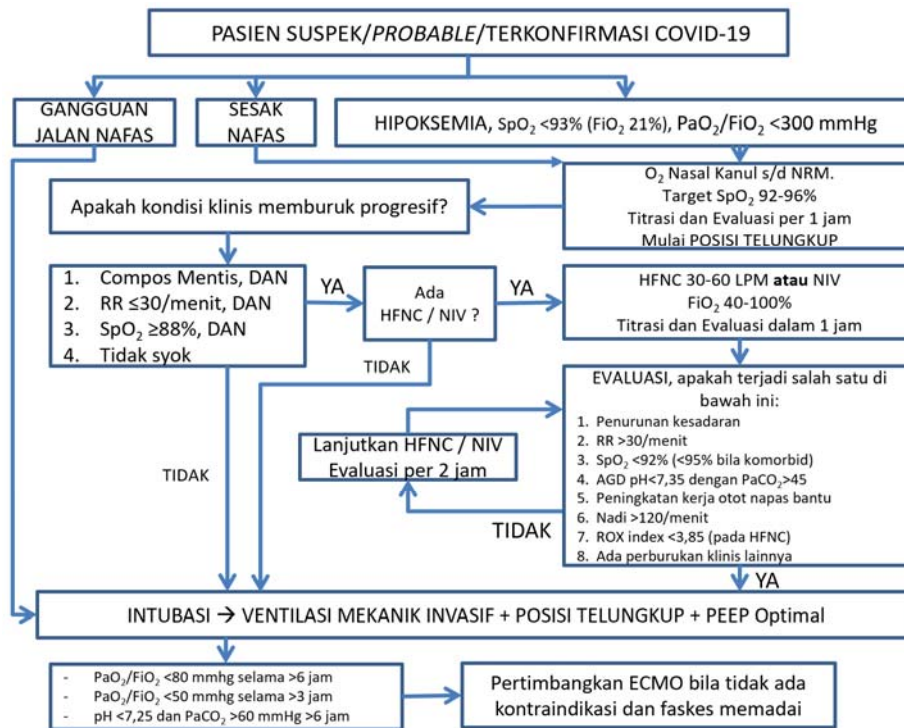 PASIEN SUSPEK/PROBABLE/TERKONFIRMASI COVID-19
GANGGUAN
JALAN NAFAS
SESAK
NAFAS
HIPOKSEMIA, SpO₂ <93% (FiO₂ 21%), PaO₂/FiO₂ <300 mmHg
O₂ Nasal Kanul s/d NRM.
Target SpO₂ 92-96%
Titrasi dan Evaluasi per 1 jam
Mulai POSISI TELUNGKUP
Apakah kondisi klinis memburuk progresif?
1. Compos Mentis, DAN
2. RR ≤30/menit, DAN
3. SpO₂ ≥88%, DAN
4. Tidak syok
YA
Ada
HFNC / NIV ?
YA
HFNC 30-60 LPM atau NIV
FiO₂ 40-100%
Titrasi dan Evaluasi dalam 1 jam
TIDAK
TIDAK
EVALUASI, apakah terjadi salah satu di
bawah ini:
1. Penurunan kesadaran
2. RR >30/menit
3. SpO₂ <92% (<95% bila komorbid)
4. AGD pH<7,35 dengan PaCO₂>45
5. Peningkatan kerja otot napas bantu
6. Nadi >120/menit
7. ROX index <3,85 (pada HFNC)
8. Ada perburukan klinis lainnya
Lanjutkan HFNC / NIV
Evaluasi per 2 jam
TIDAK
YA
INTUBASI → VENTILASI MEKANIK INVASIF + POSISI TELUNGKUP + PEEP Optimal
- PaO₂/FiO₂ <80 mmhg selama >6 jam
- PaO₂/FiO₂ <50 mmhg selama >3 jam
- pH <7,25 dan PaCO₂ >60 mmHg >6 jam
Pertimbangkan ECMO bila tidak ada
kontraindikasi dan faskes memadai